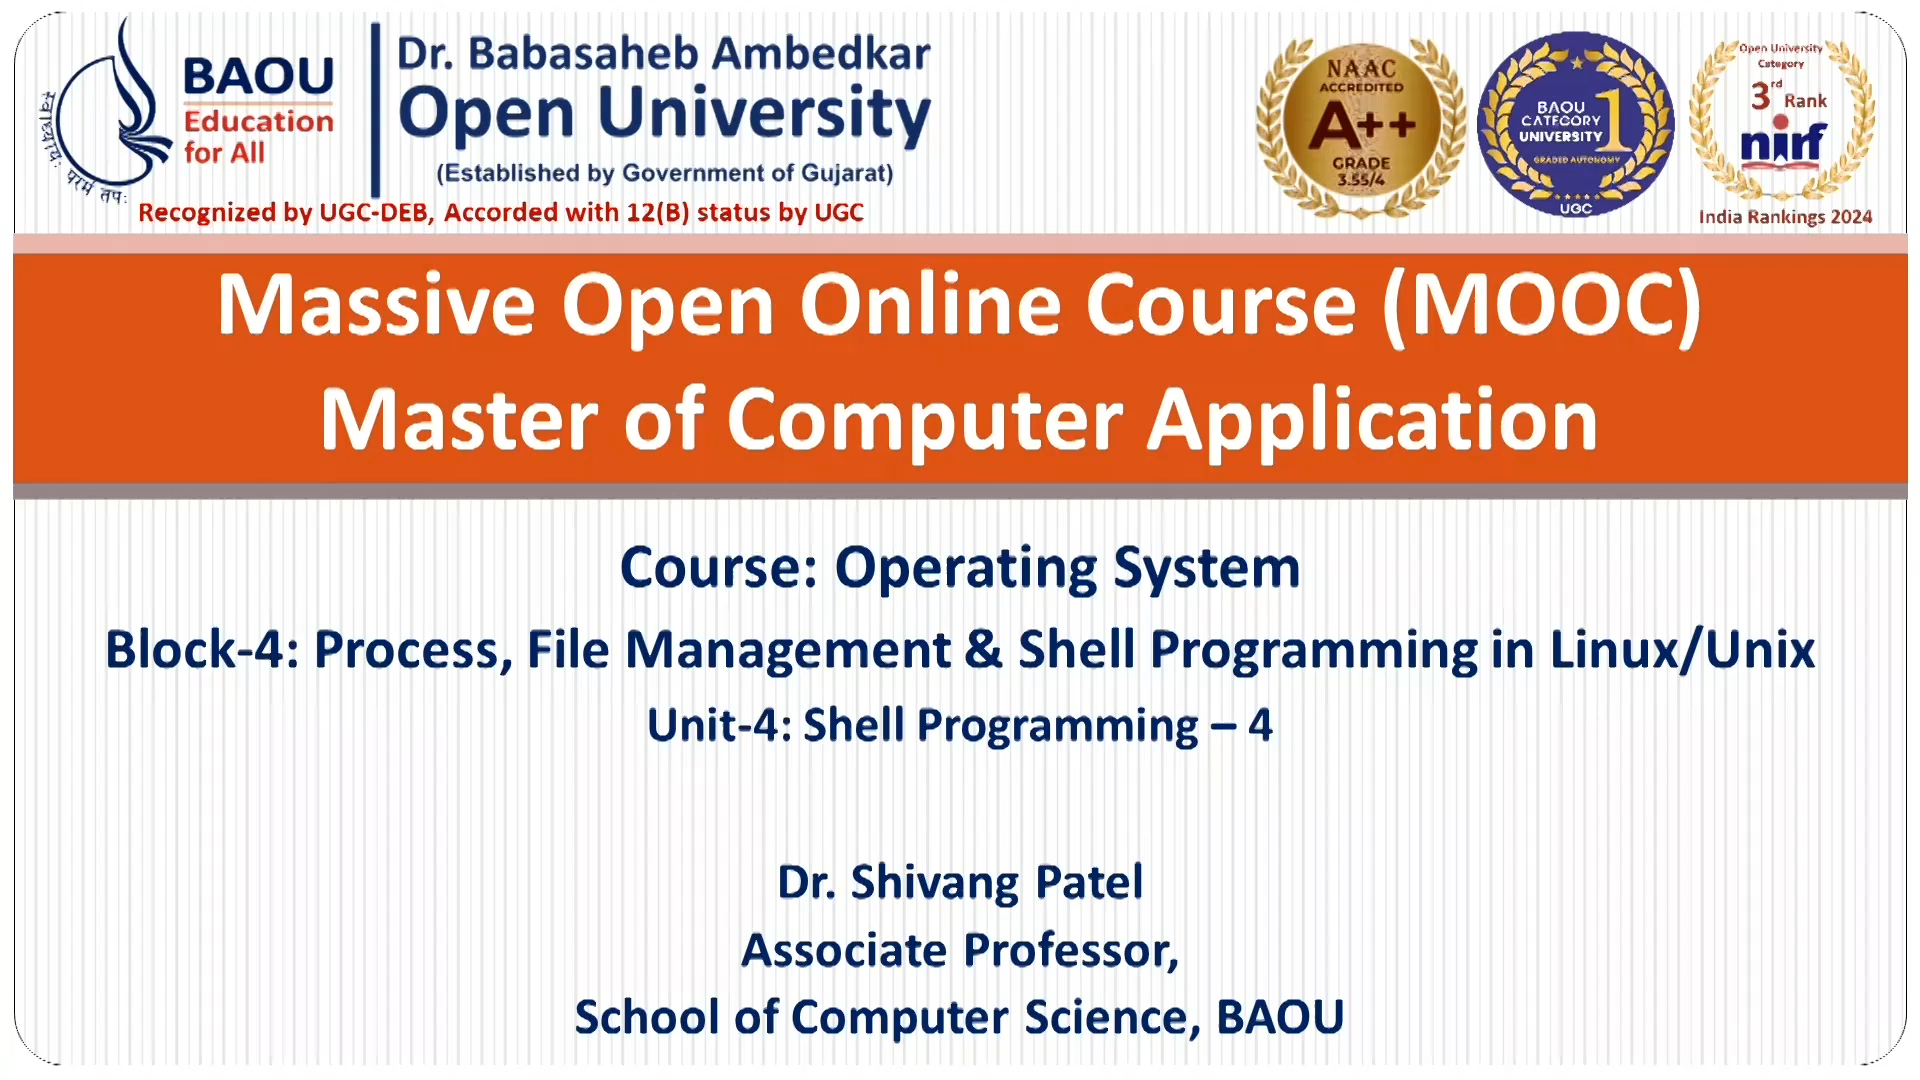 स्वाध्यायः परमं तपः
BAOU
Education
for All
Dr. Babasaheb Ambedkar
Open University
(Established by Government of Gujarat)
Recognized by UGC-DEB, Accorded with 12(B) status by UGC
NAAC
ACCREDITED
A++
GRADE
3.55/4
BAOU
CATEGORY
UNIVERSITY
1
GRADED AUTONOMY
UGC
Open University
Category
3rd Rank
nirf
India Rankings 2024
Massive Open Online Course (MOOC)
Master of Computer Application
Course: Operating System
Block-4: Process, File Management & Shell Programming in Linux/Unix
Unit-4: Shell Programming – 4
Dr. Shivang Patel
Associate Professor,
School of Computer Science, BAOU